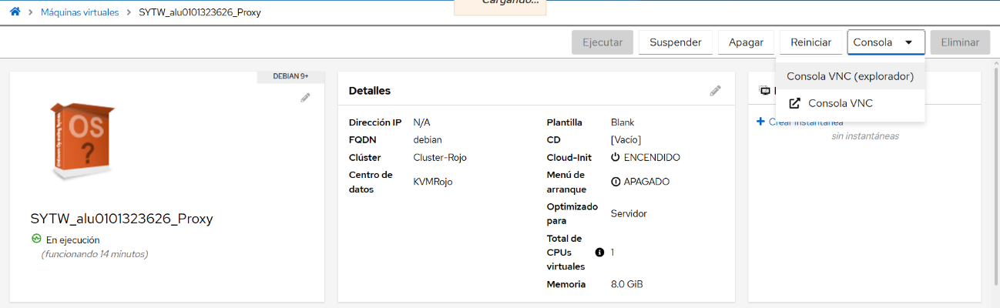 Cargando...
Máquinas virtuales
SYTW_alu0101323626_Proxy
Ejecutar
Suspender
Apagar
Reiniciar
Consola
Eliminar
Consola VNC (explorador)
Consola VNC
DEBIAN 9+
OS
?
SYTW_alu0101323626_Proxy
En ejecución
(funcionando 14 minutos)
Detalles
Dirección IP N/A
FQDN debian
Clúster Cluster-Rojo
Centro de
datos
KVMRojo
Plantilla Blank
CD [Vacío]
Cloud-Init ENCENDIDO
Menú de
arranque
APAGADO
Optimizado
para
Servidor
Total de
CPUs
virtuales
1
Memoria 8.0 GiB
Crear instantánea
sin instantáneas